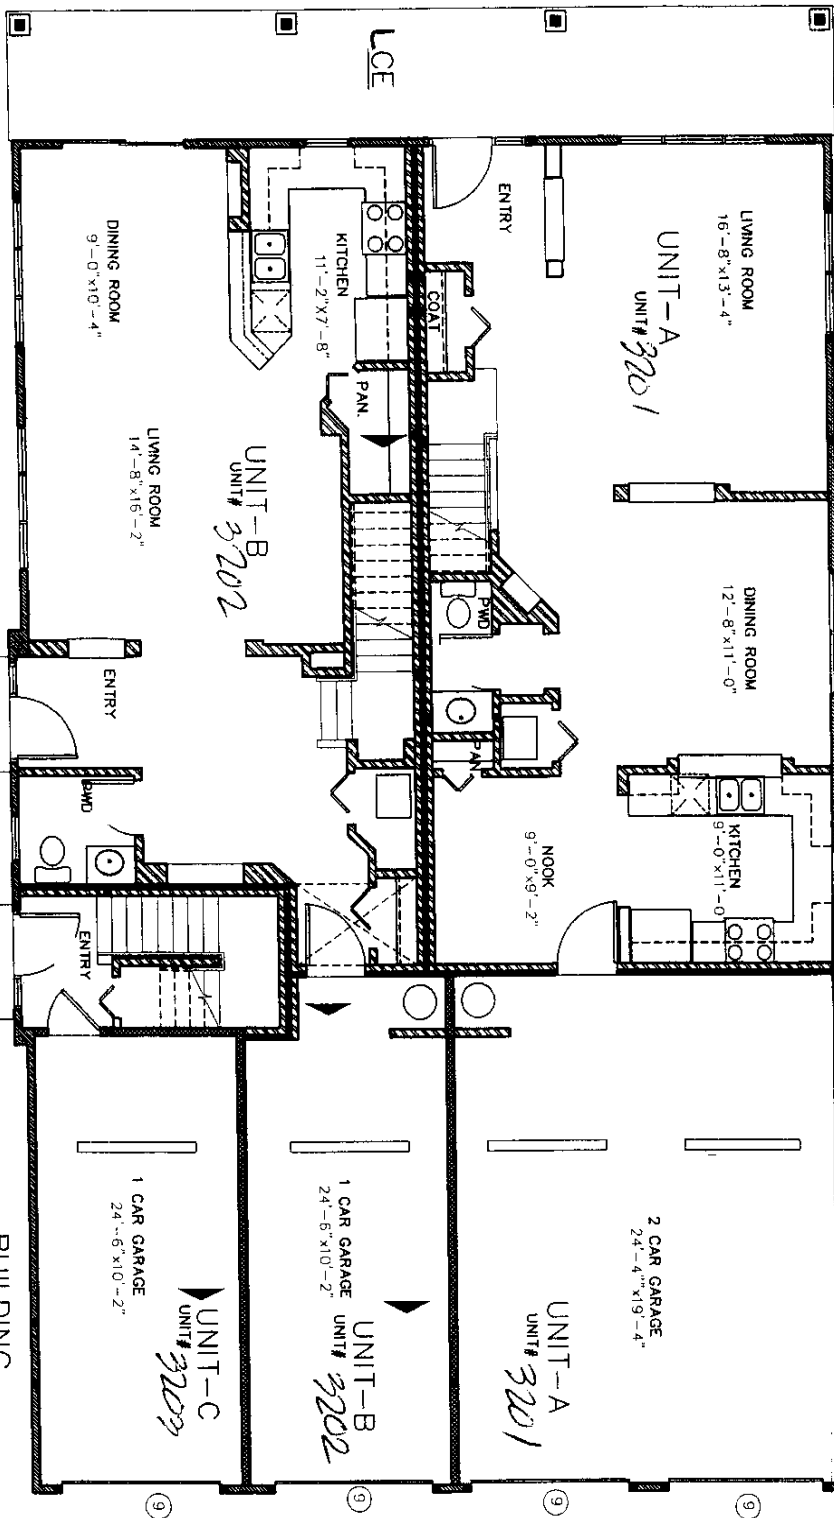 LCE
ENTRY
LIVING ROOM
16'-8"x13'-4"
UNIT-A
UNIT# 3201
COAT
KITCHEN
11'-2"X7'-8"
DINING ROOM
9'-0"x10'-4"
PAN.
LIVING ROOM
14'-8"x16'-2"
UNIT-B
UNIT# 3202
PWD
DINING ROOM
12'-8"x11'-0"
ENTRY
PAN
KITCHEN
9'-0"x11'-0
NOOK
9'-0"x9'-2"
PWD
ENTRY
2 CAR GARAGE
24'-4""x19'-4"
UNIT-A
UNIT# 3201
1 CAR GARAGE
24'-6"x10'-2"
UNIT-B
UNIT# 3202
1 CAR GARAGE
24'-6"x10'-2"
UNIT-C
UNIT# 3203
BUILDING
9
9
9
9